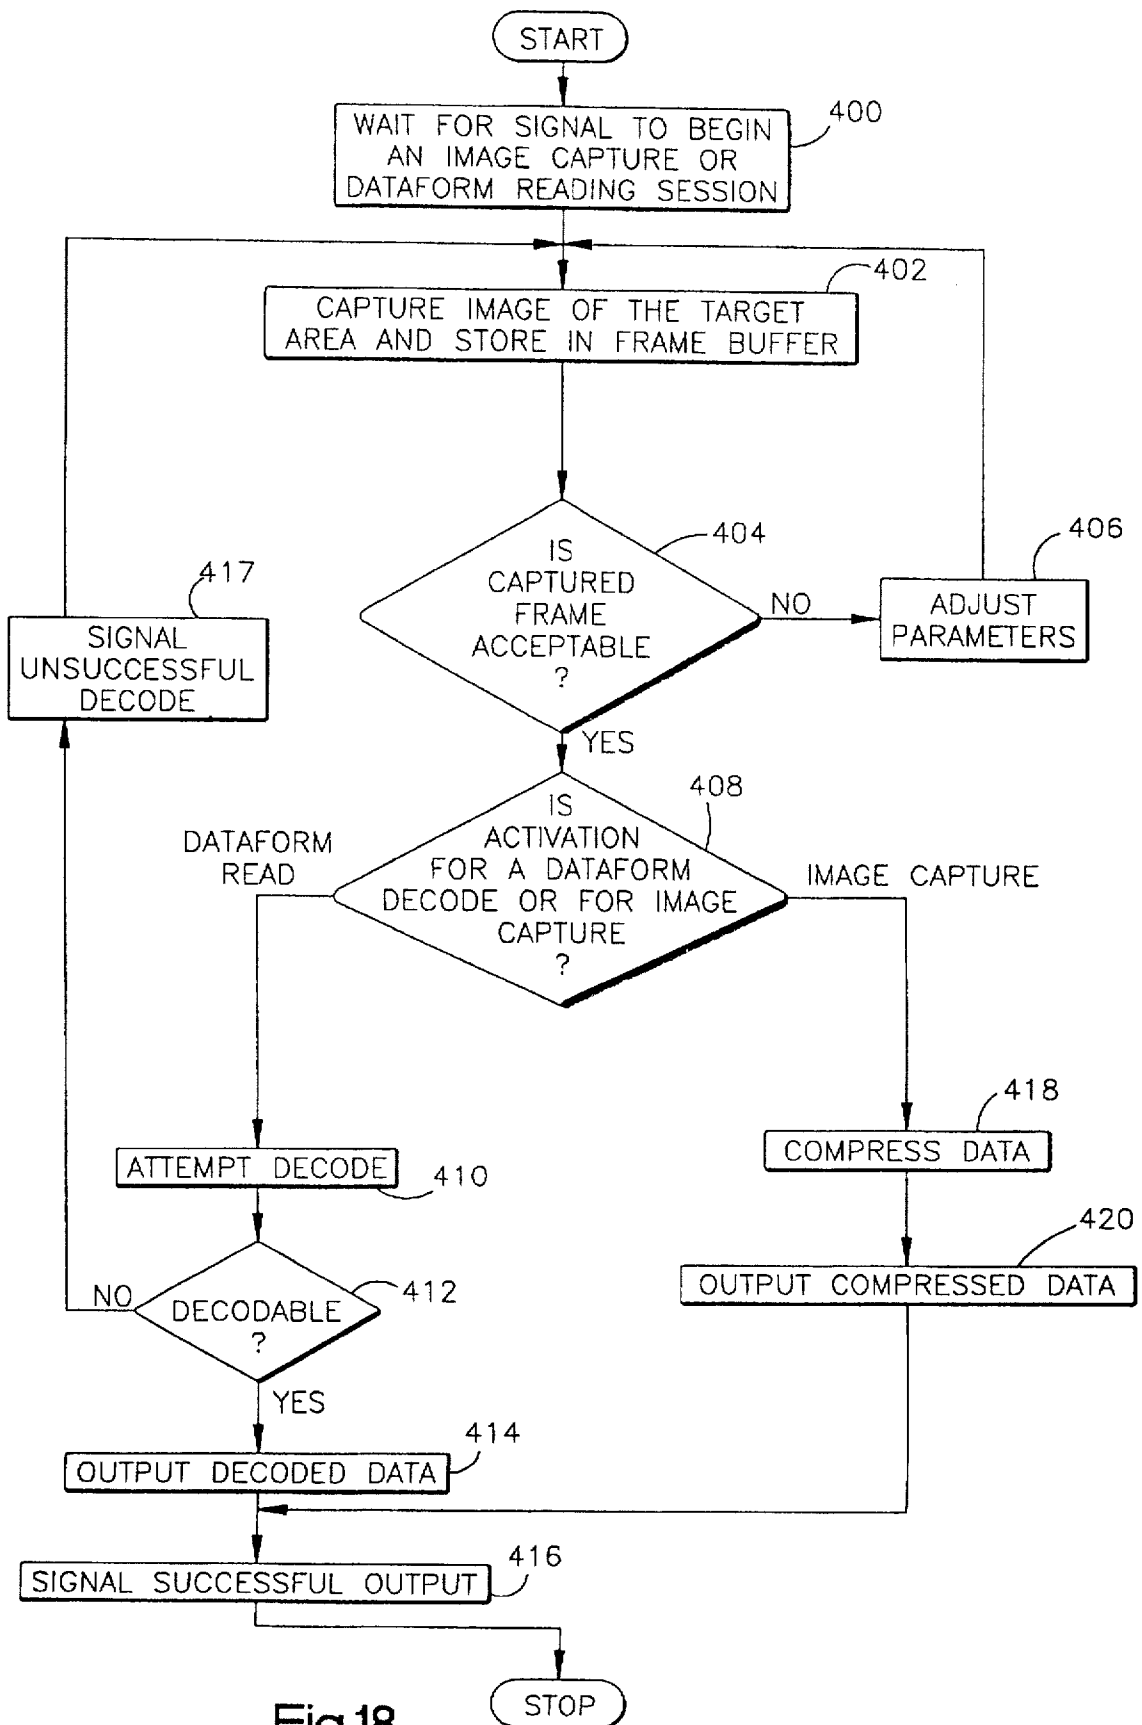 START
400
WAIT FOR SIGNAL TO BEGIN
AN IMAGE CAPTURE OR
DATAFORM READING SESSION
402
CAPTURE IMAGE OF THE TARGET
AREA AND STORE IN FRAME BUFFER
404
IS
CAPTURED
FRAME
ACCEPTABLE
?
NO
406
ADJUST
PARAMETERS
417
SIGNAL
UNSUCCESSFUL
DECODE
YES
408
IS
ACTIVATION
FOR A DATAFORM
DECODE OR FOR IMAGE
CAPTURE
?
DATAFORM
READ
IMAGE CAPTURE
418
COMPRESS DATA
ATTEMPT DECODE
410
420
OUTPUT COMPRESSED DATA
412
DECODABLE
?
NO
YES
414
OUTPUT DECODED DATA
416
SIGNAL SUCCESSFUL OUTPUT
STOP
Fig.18